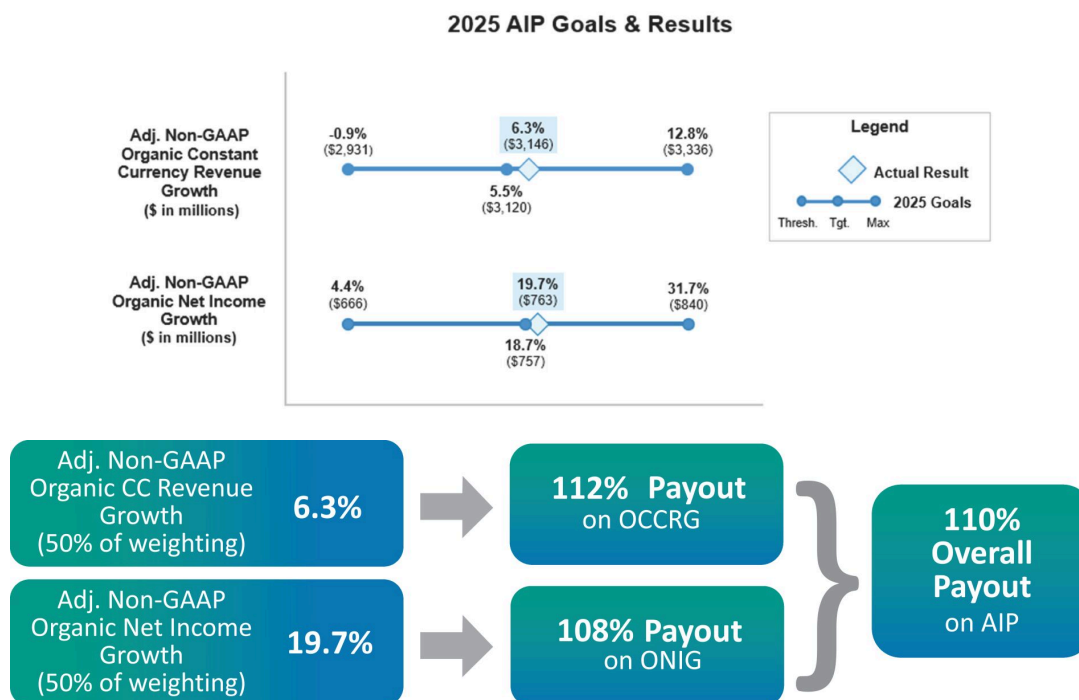 2025 AIP Goals & Results
Adj. Non-GAAP
Organic Constant
Currency Revenue
Growth
($ in millions)
-0.9%
($2,931)
6.3%
($3,146)
12.8%
($3,336)
5.5%
($3,120)
Legend
Actual Result
2025 Goals
Thresh. Tgt. Max
Adj. Non-GAAP
Organic Net Income
Growth
($ in millions)
4.4%
($666)
19.7%
($763)
31.7%
($840)
18.7%
($757)
Adj. Non-GAAP
Organic CC Revenue
Growth
(50% of weighting)
6.3%
112% Payout
on OCCRG
Adj. Non-GAAP
Organic Net Income
Growth
(50% of weighting)
19.7%
108% Payout
on ONIG
110%
Overall
Payout
on AIP